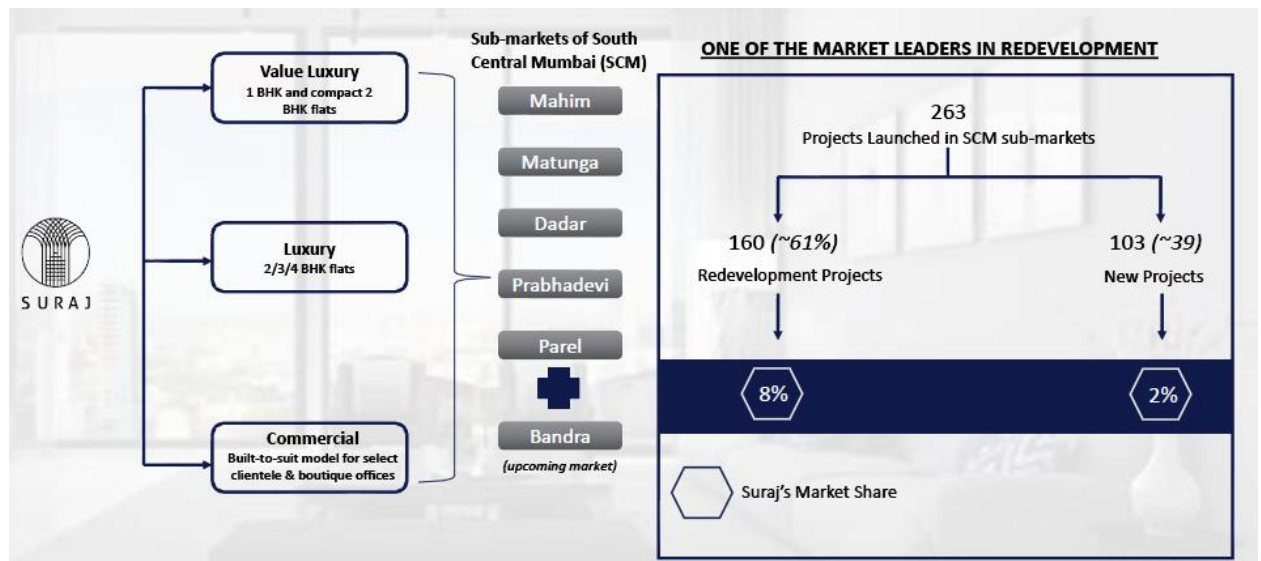 SURAJ
Value Luxury
1 BHK and compact 2
BHK flats
Luxury
2/3/4 BHK flats
Commercial
Built-to-suit model for select
clientele & boutique offices
Sub-markets of South
Central Mumbai (SCM)
Mahim
Matunga
Dadar
Prabhadevi
Parel
Bandra
(upcoming market)
ONE OF THE MARKET LEADERS IN REDEVELOPMENT
263
Projects Launched in SCM sub-markets
160 (~61%)
Redevelopment Projects
103 (~39)
New Projects
8%
2%
Suraj's Market Share